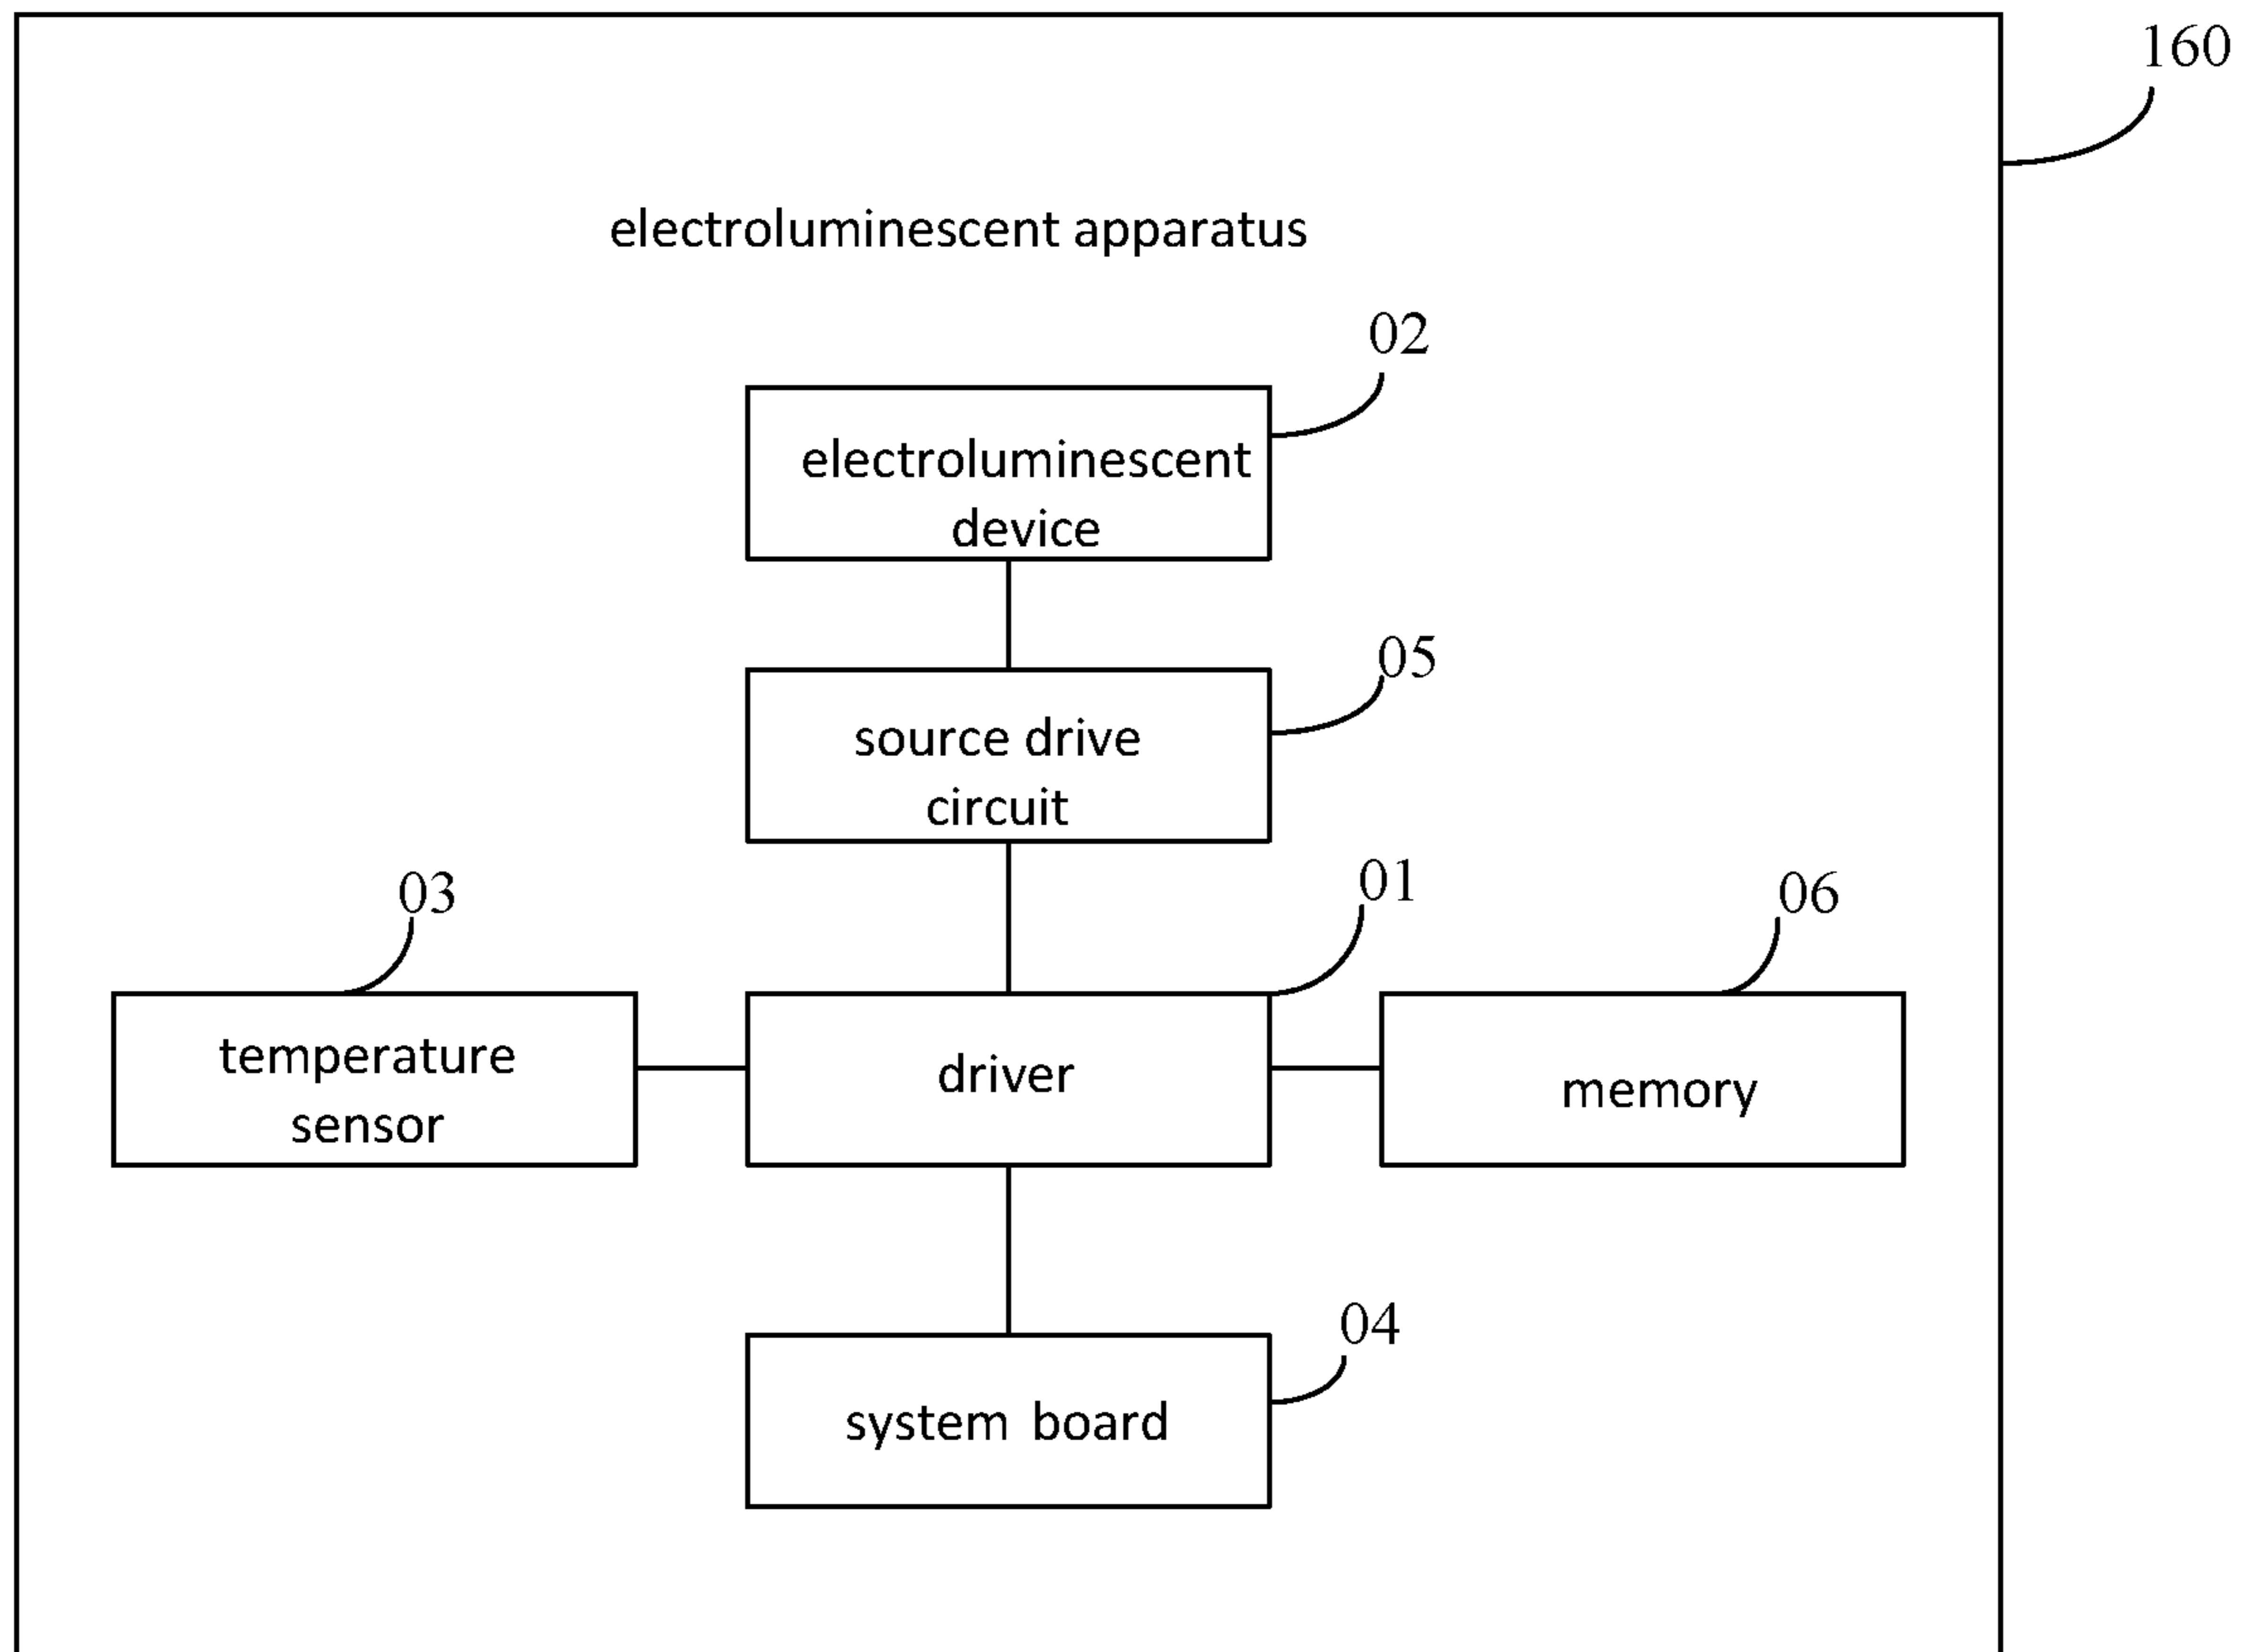 160
electroluminescent apparatus
02
electroluminescent
device
05
source drive
circuit
03
01
06
temperature
sensor
driver
memory
04
system board